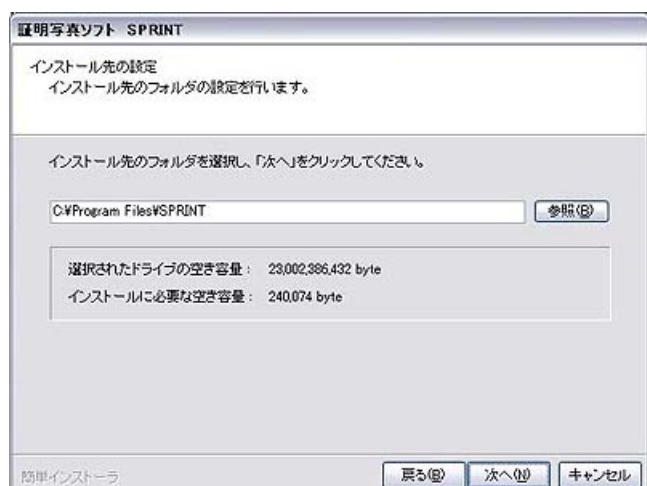 証明写真ソフト SPRINT
インストール先の設定
インストール先のフォルダの設定を行います。
インストール先のフォルダを選択し、「次へ」をクリックしてください。
C:¥Program Files¥SPRINT
参照(B)
選択されたドライブの空き容量： 23,002,386,432 byte
インストールに必要な空き容量： 240,074 byte
簡単インストーラ
戻る(B) 次へ(N) キャンセル